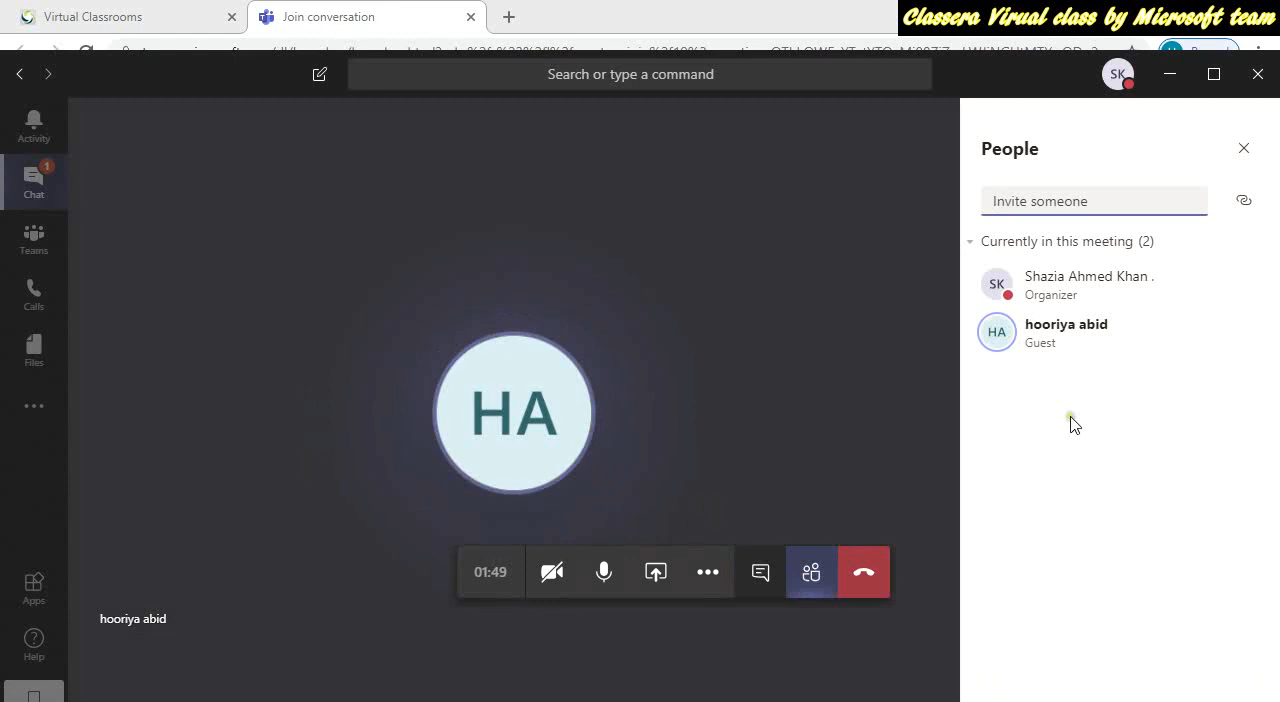 Virtual Classrooms
Join conversation
Classera Virual class by Microsoft team
Search or type a command
SK
Activity
1
Chat
Teams
Calls
Files
Apps
Help
HA
01:49
hooriya abid
People
Invite someone
Currently in this meeting (2)
SK
Shazia Ahmed Khan .
Organizer
HA
hooriya abid
Guest